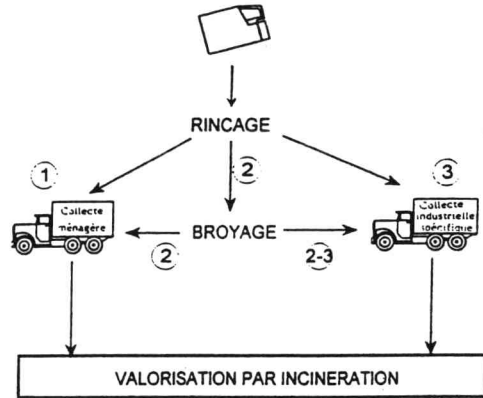 RINCAGE
1
2
3
Collecte
ménagère
Collecte
industrielle
spécifique
BROYAGE
2
2-3
VALORISATION PAR INCINERATION